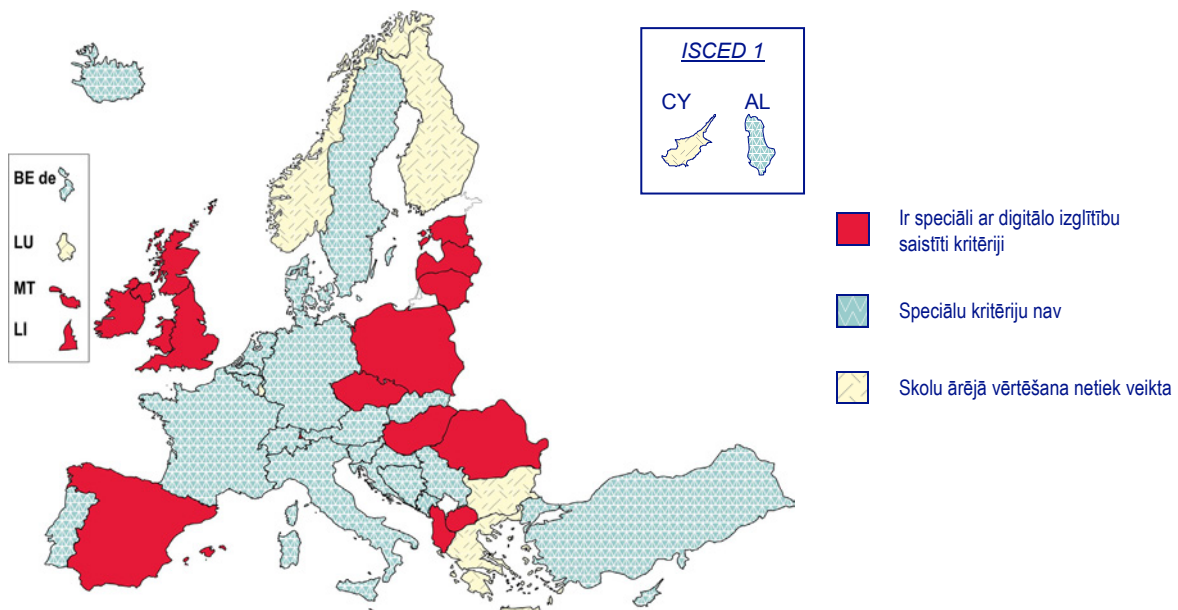 ISCED 1
CY AL
BE de
LU
MT
LI
Ir speciāli ar digitālo izglītību
saistīti kritēriji
Speciālu kritēriju nav
Skolu ārējā vērtēšana netiek veikta